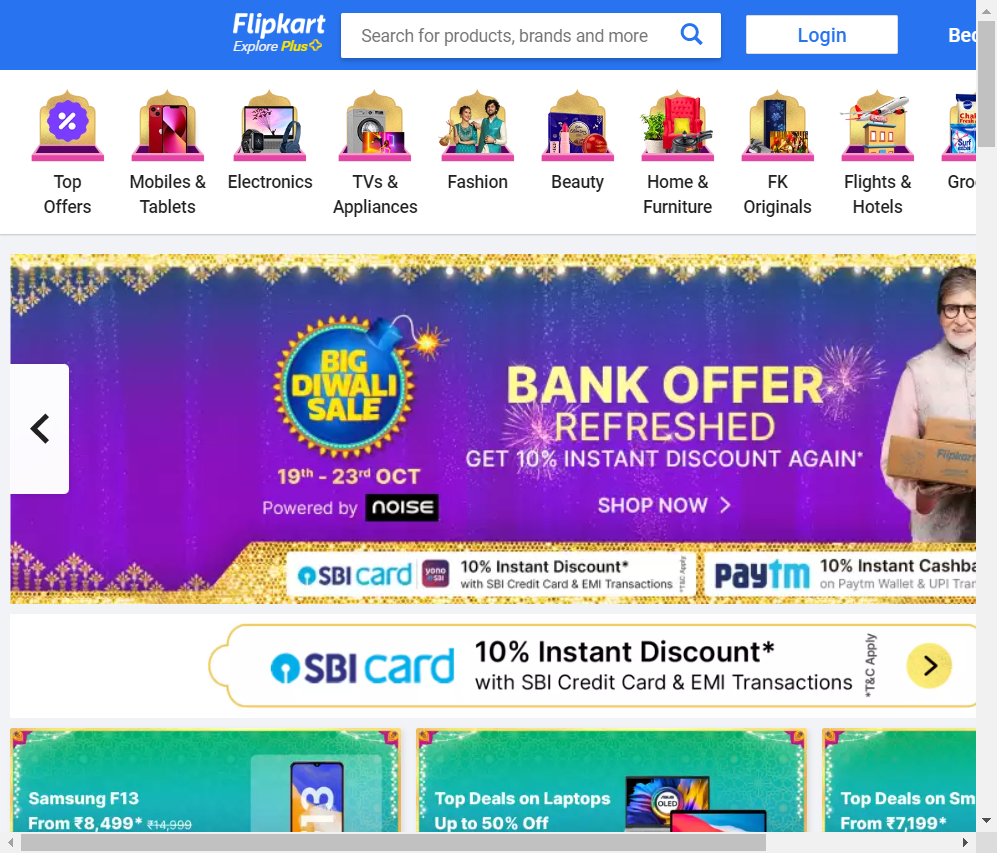 Flipkart
Explore Plus
Search for products, brands and more
Login
Bec
Top
Offers
Mobiles &
Tablets
Electronics
TVs &
Appliances
Fashion
Beauty
Home &
Furniture
FK
Originals
Flights &
Hotels
Gro
BIG
DIWALI
SALE
19th - 23rd OCT
Powered by NOISE
BANK OFFER
REFRESHED
GET 10% INSTANT DISCOUNT AGAIN*
SHOP NOW
Flipkart
SBI card
yono
SBI
10% Instant Discount*
with SBI Credit Card & EMI Transactions
*T&C Apply
paytm
10% Instant Cashba
on Paytm Wallet & UPI Tran
SBI card
10% Instant Discount*
with SBI Credit Card & EMI Transactions
*T&C Apply
Samsung F13
From ₹8,499* ₹14,999
13
Top Deals on Laptops
Up to 50% Off
OLED
Top Deals on Sm
From ₹7,199*